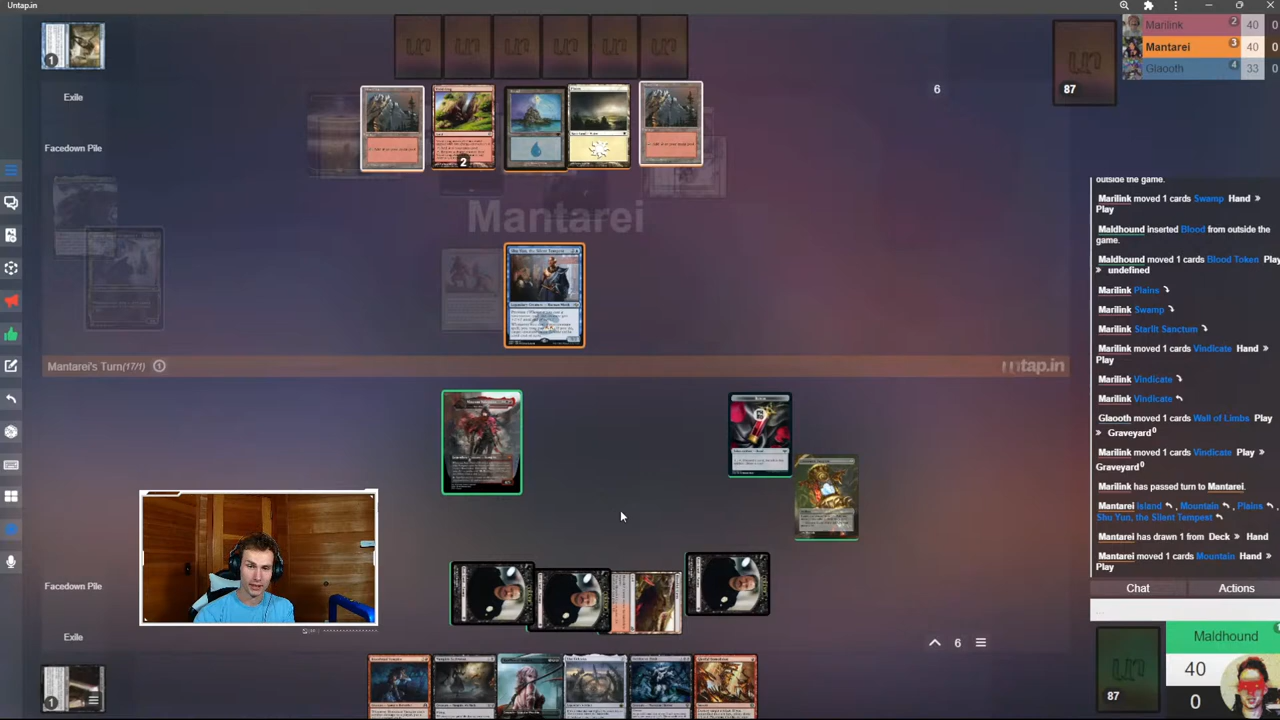 Untap.in
1
Exile
Facedown Pile
2
6
87
Marilink 2 40 0
Mantarei 3 40 0
Glaooth 4 33 0
Mantarei
Mantarei's Turn(17/1) 1
untap.in
outside the game.
Marilink moved 1 cards Swamp Hand »
Play
Maldhound inserted Blood from outside the
game.
Maldhound moved 1 cards Blood Token Play
» undefined
Marilink Plains
Marilink Swamp
Marilink Starlit Sanctum
Marilink moved 1 cards Vindicate Hand »
Play
Marilink Vindicate
Marilink Vindicate
Glaooth moved 1 cards Wall of Limbs Play
» Graveyard0
Marilink moved 1 cards Vindicate Play »
Graveyard0
Marilink has passed turn to Mantarei.
Mantarei Island , Mountain , Plains ,
Shu Yun, the Silent Tempest
Mantarei has drawn 1 from Deck » Hand
Mantarei moved 1 cards Mountain Hand »
Play
Chat Actions
Facedown Pile
Exile
1
6
87
Maldhound
40
0